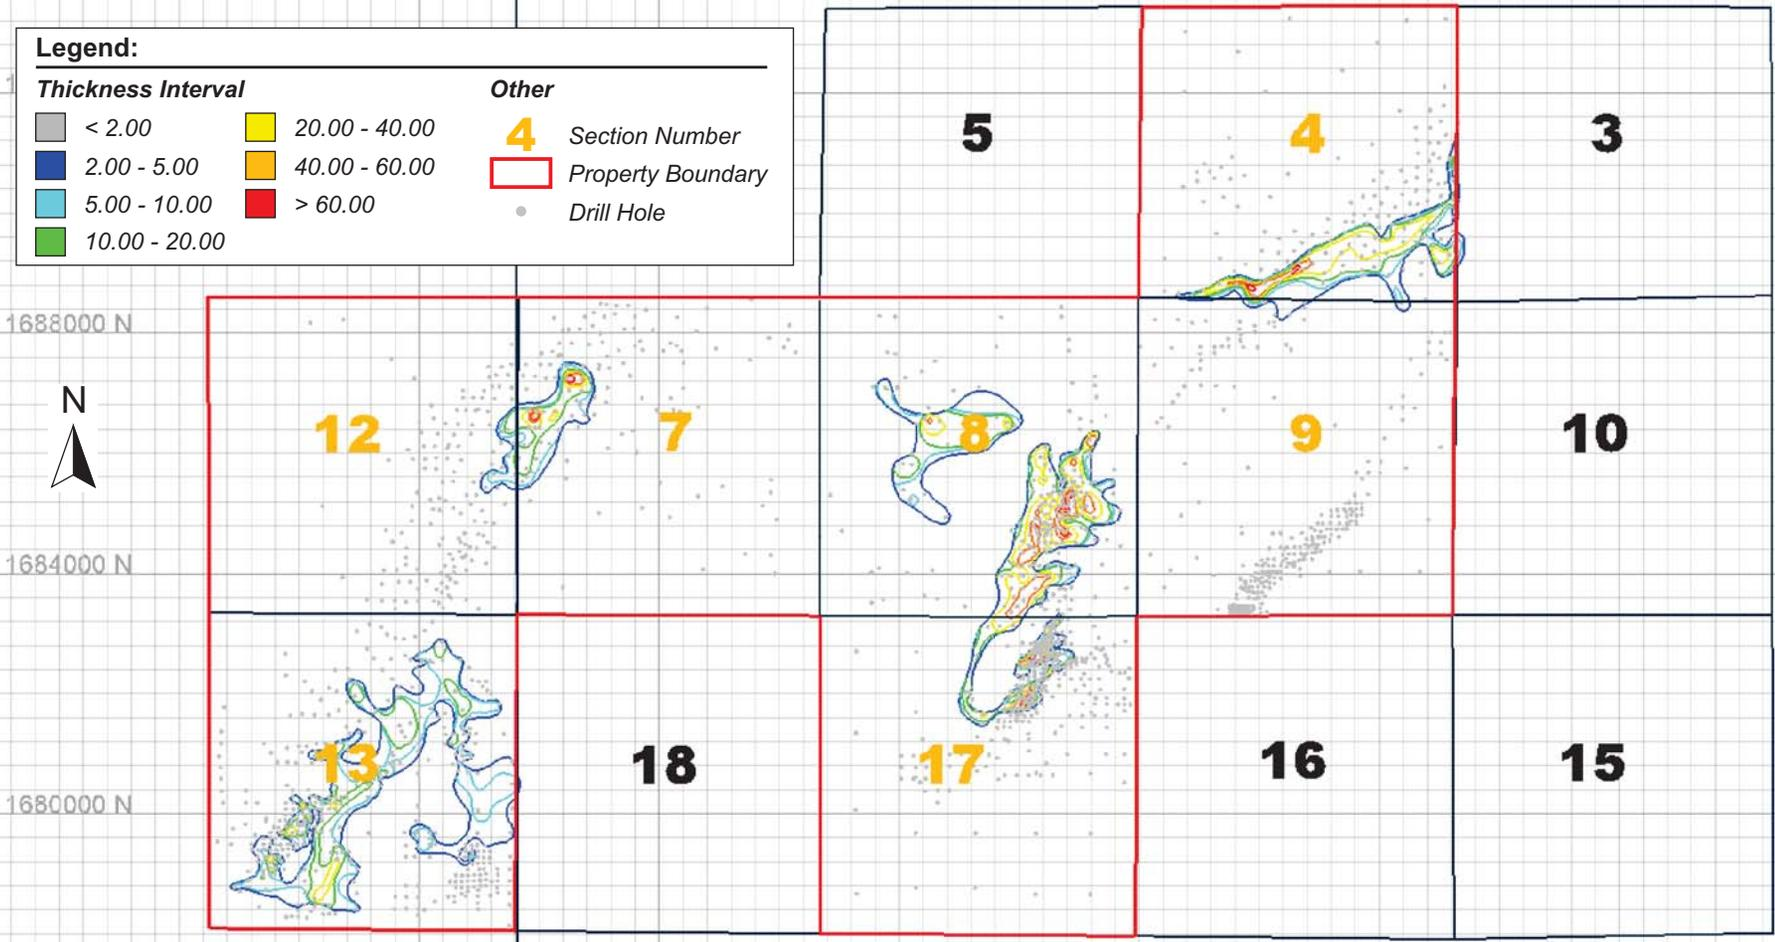 Legend:
Thickness Interval
Other
< 2.00
2.00 - 5.00
5.00 - 10.00
10.00 - 20.00
20.00 - 40.00
40.00 - 60.00
> 60.00
4 Section Number
Property Boundary
Drill Hole
5
4
3
1688000 N
N
12
7
8
9
10
1684000 N
13
18
17
16
15
1680000 N